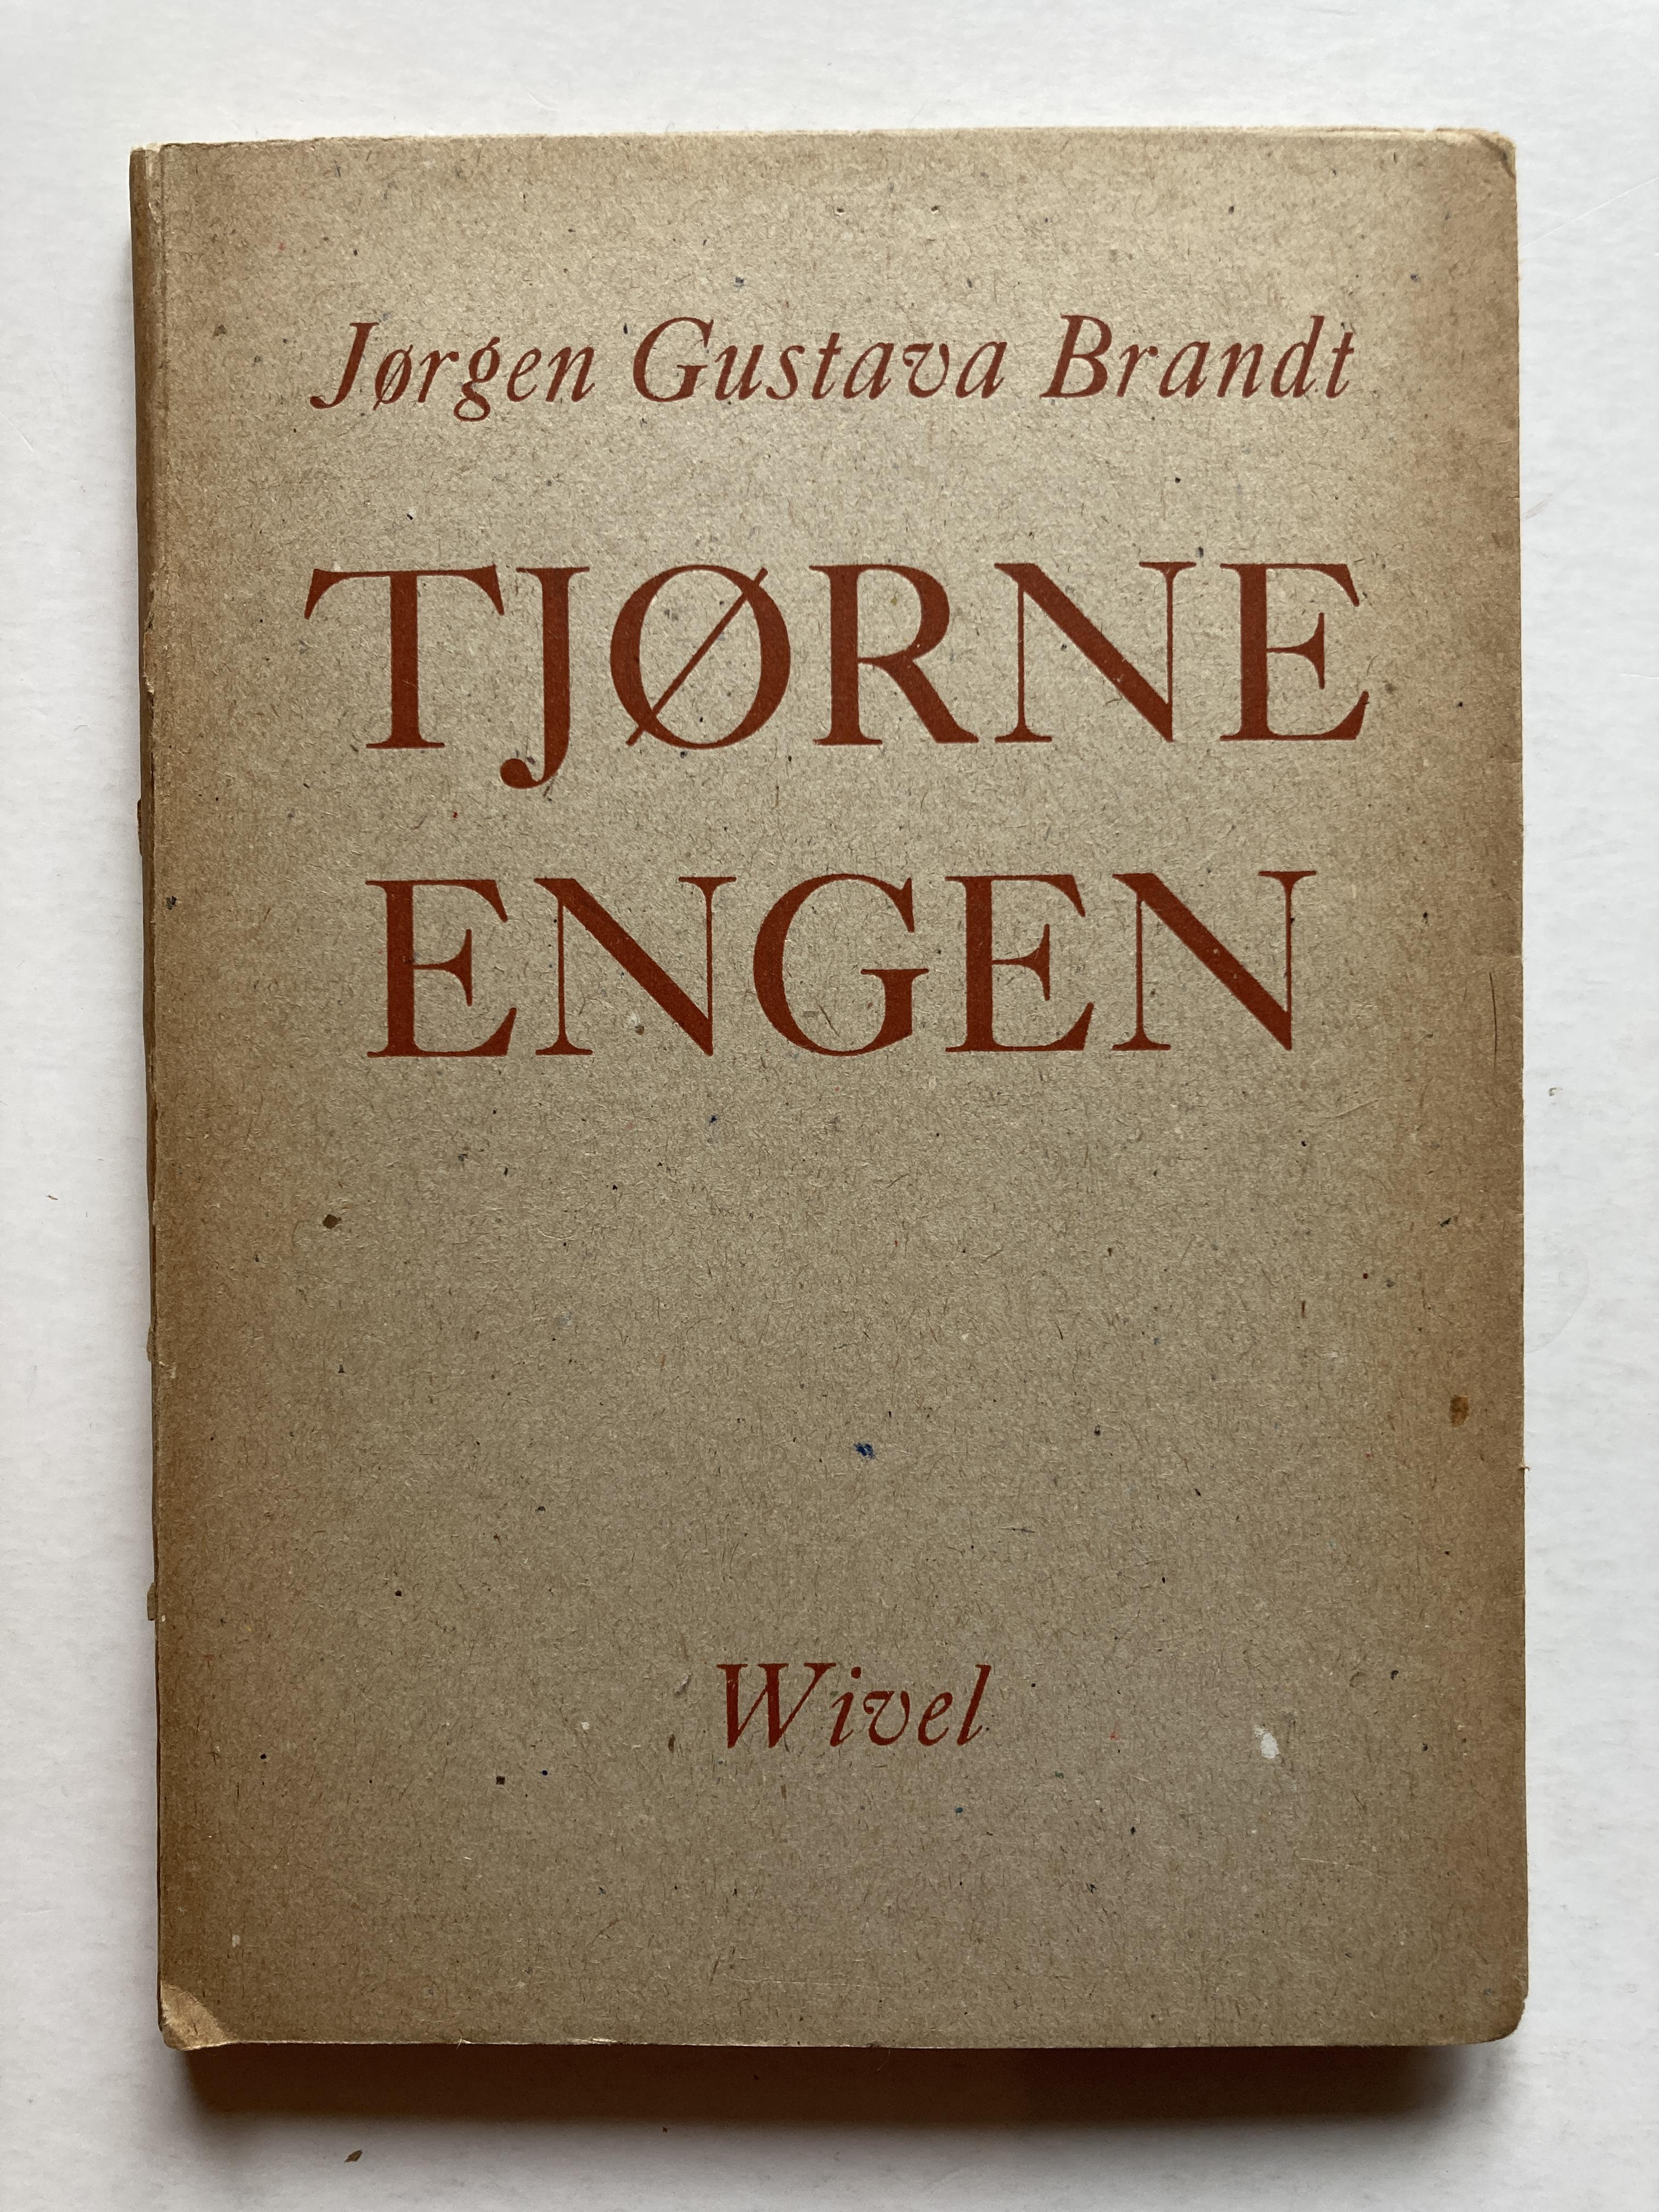 Jørgen Gustava Brandt
TJØRNE
ENGEN
Wivel